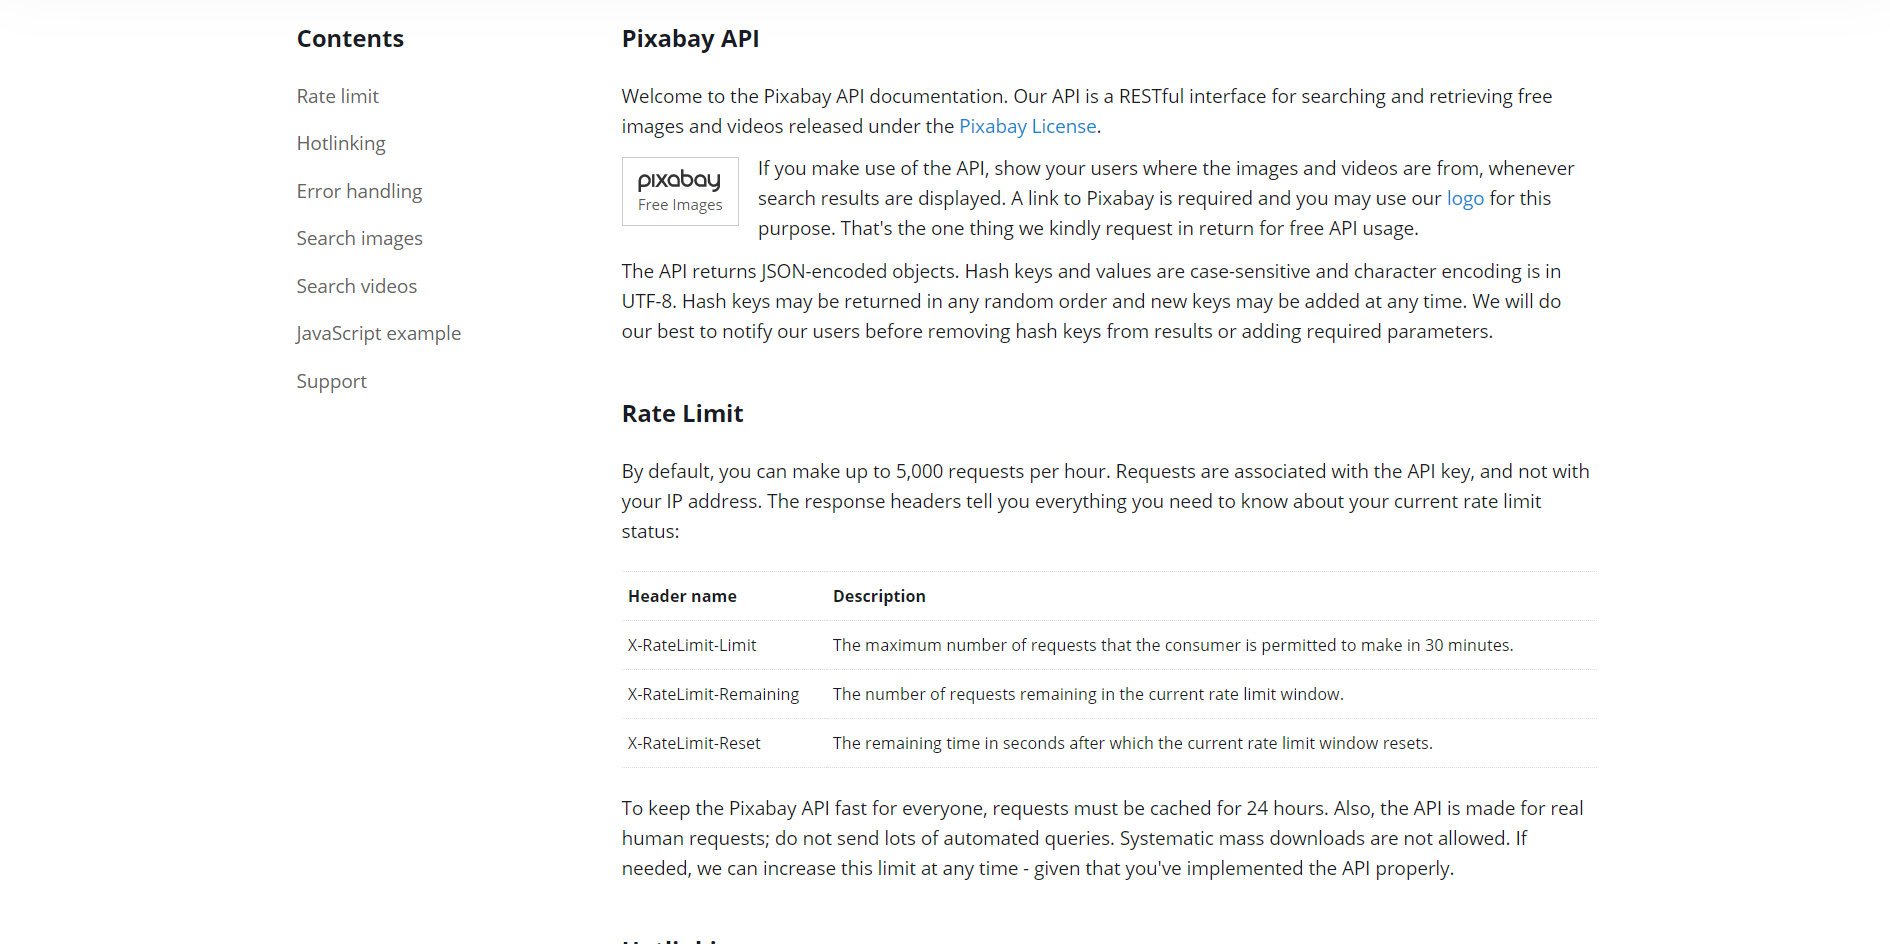 Contents
Rate limit
Hotlinking
Error handling
Search images
Search videos
JavaScript example
Support
Pixabay API
Welcome to the Pixabay API documentation. Our API is a RESTful interface for searching and retrieving free
images and videos released under the Pixabay License.
pixabay
Free Images
If you make use of the API, show your users where the images and videos are from, whenever
search results are displayed. A link to Pixabay is required and you may use our logo for this
purpose. That's the one thing we kindly request in return for free API usage.
The API returns JSON-encoded objects. Hash keys and values are case-sensitive and character encoding is in
UTF-8. Hash keys may be returned in any random order and new keys may be added at any time. We will do
our best to notify our users before removing hash keys from results or adding required parameters.
Rate Limit
By default, you can make up to 5,000 requests per hour. Requests are associated with the API key, and not with
your IP address. The response headers tell you everything you need to know about your current rate limit
status:
Header name Description
X-RateLimit-Limit The maximum number of requests that the consumer is permitted to make in 30 minutes.
X-RateLimit-Remaining The number of requests remaining in the current rate limit window.
X-RateLimit-Reset The remaining time in seconds after which the current rate limit window resets.
To keep the Pixabay API fast for everyone, requests must be cached for 24 hours. Also, the API is made for real
human requests; do not send lots of automated queries. Systematic mass downloads are not allowed. If
needed, we can increase this limit at any time - given that you've implemented the API properly.